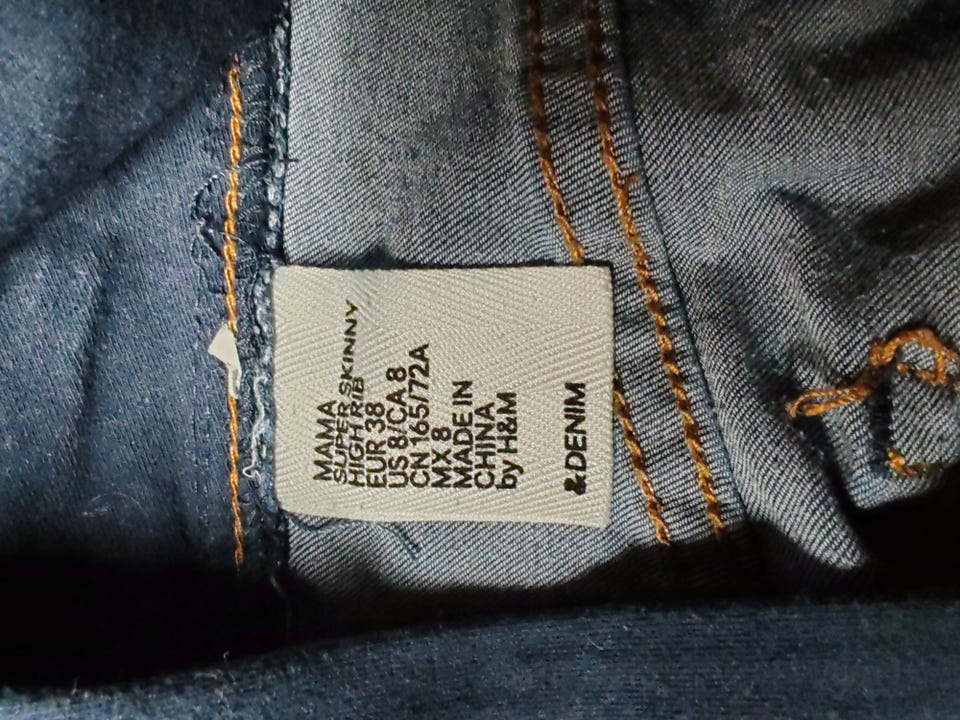 MAMA
SUPER SKINNY
HIGH RIB
EUR 38
US 8/CA 8
CN 165/72A
MX 8
MADE IN
CHINA
by H&M
&DENIM